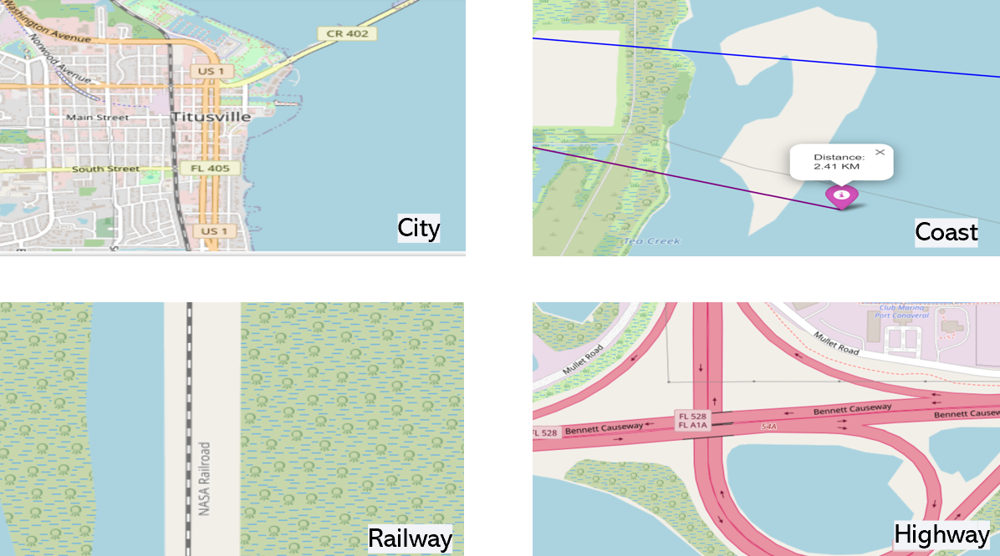 Washington Avenue
Norwood Avenue
CR 402
US 1
Main Street
Titusville
South Street
FL 405
US 1
City
Distance:
2.41 KM
Tea Creek
Coast
NASA Railroad
Railway
Club Marina
Port Canaveral
Mullet Road
Mullet Road
FL 528
FL A1A
Bennett Causeway
Bennett Causeway
FL 528
Bennett Causeway
54A
Highway